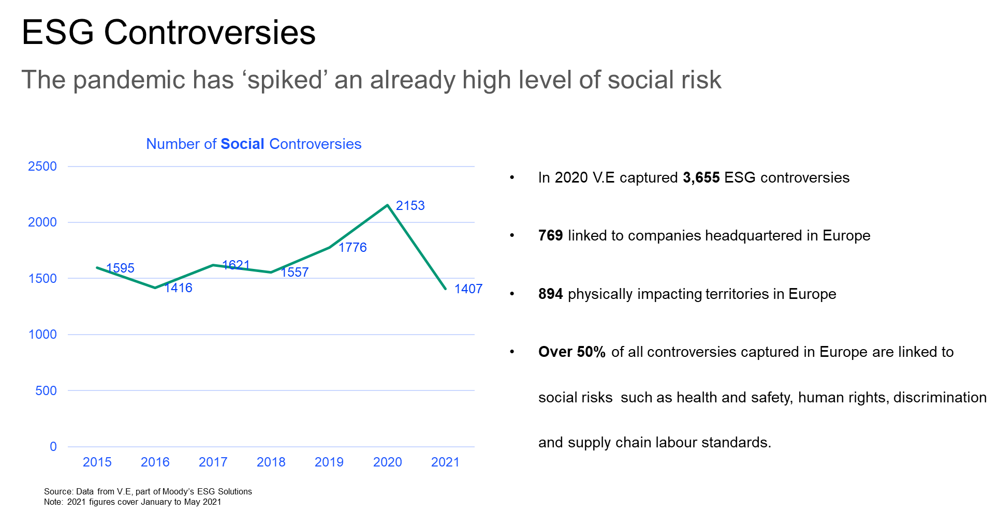 ESG Controversies
The pandemic has ‘spiked’ an already high level of social risk
Number of Social Controversies
2500
2000
1500
1000
500
0
1595
1416
1621
1557
1776
2153
1407
2015 2016 2017 2018 2019 2020 2021
• In 2020 V.E captured 3,655 ESG controversies
• 769 linked to companies headquartered in Europe
• 894 physically impacting territories in Europe
• Over 50% of all controversies captured in Europe are linked to
social risks such as health and safety, human rights, discrimination
and supply chain labour standards.
Source: Data from V.E, part of Moody’s ESG Solutions
Note: 2021 figures cover January to May 2021